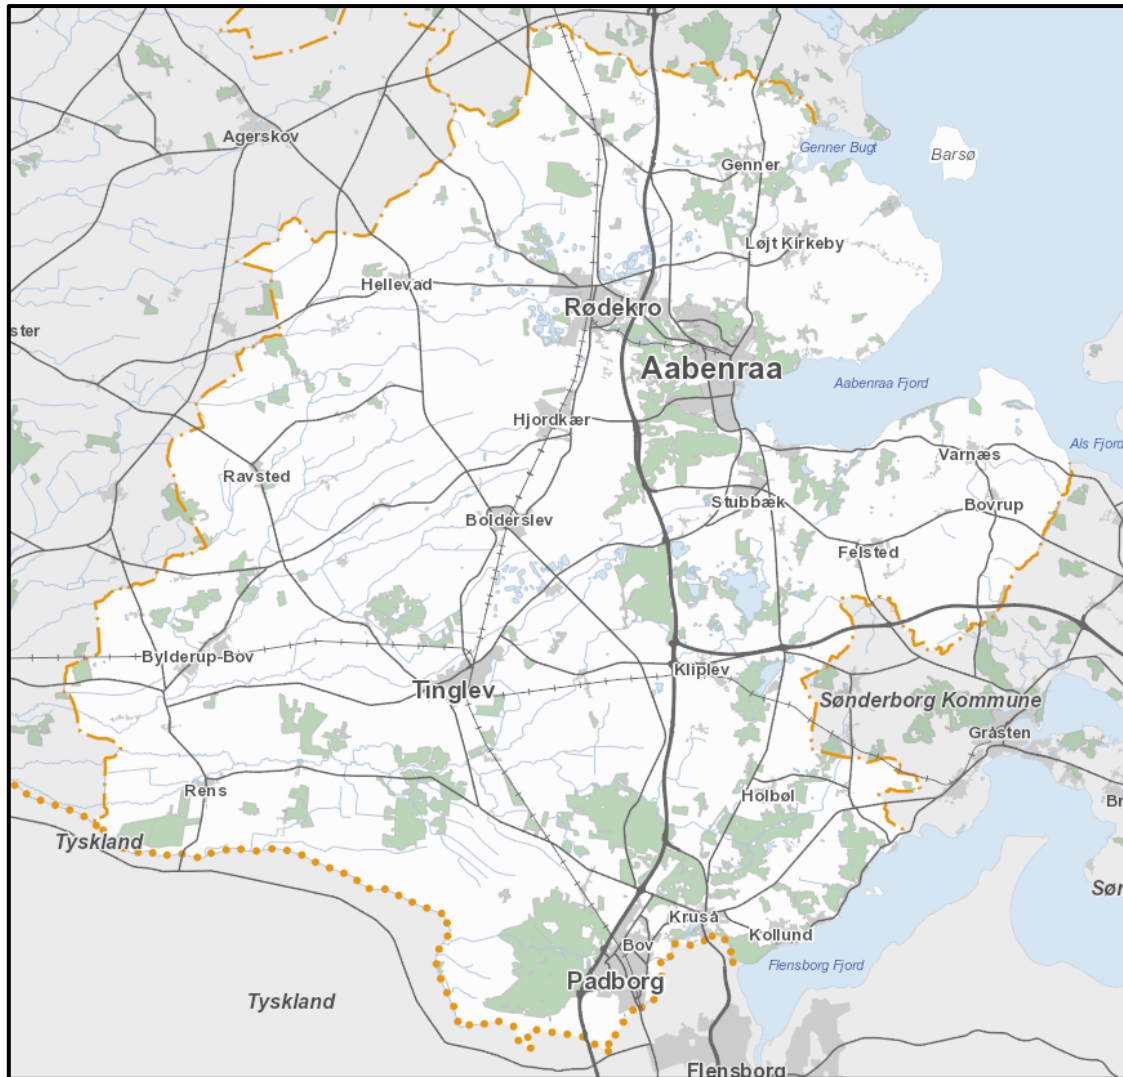 Agerskov
Genner Bugt
Barsø
Genner
Løjt Kirkeby
Hellevad
Rødekro
ster
Aabenraa
Aabenraa Fjord
Hjordkær
Als Fjord
Varnæs
Ravsted
Stubbæk
Bovrup
Bolderslev
Felsted
Bylderup-Bov
Kliplev
Tinglev
Sønderborg Kommune
Gråsten
Rens
Holbøl
Br
Tyskland
Sør
Kruså
Kollund
Bov
Flensborg Fjord
Padborg
Tyskland
Flensborg